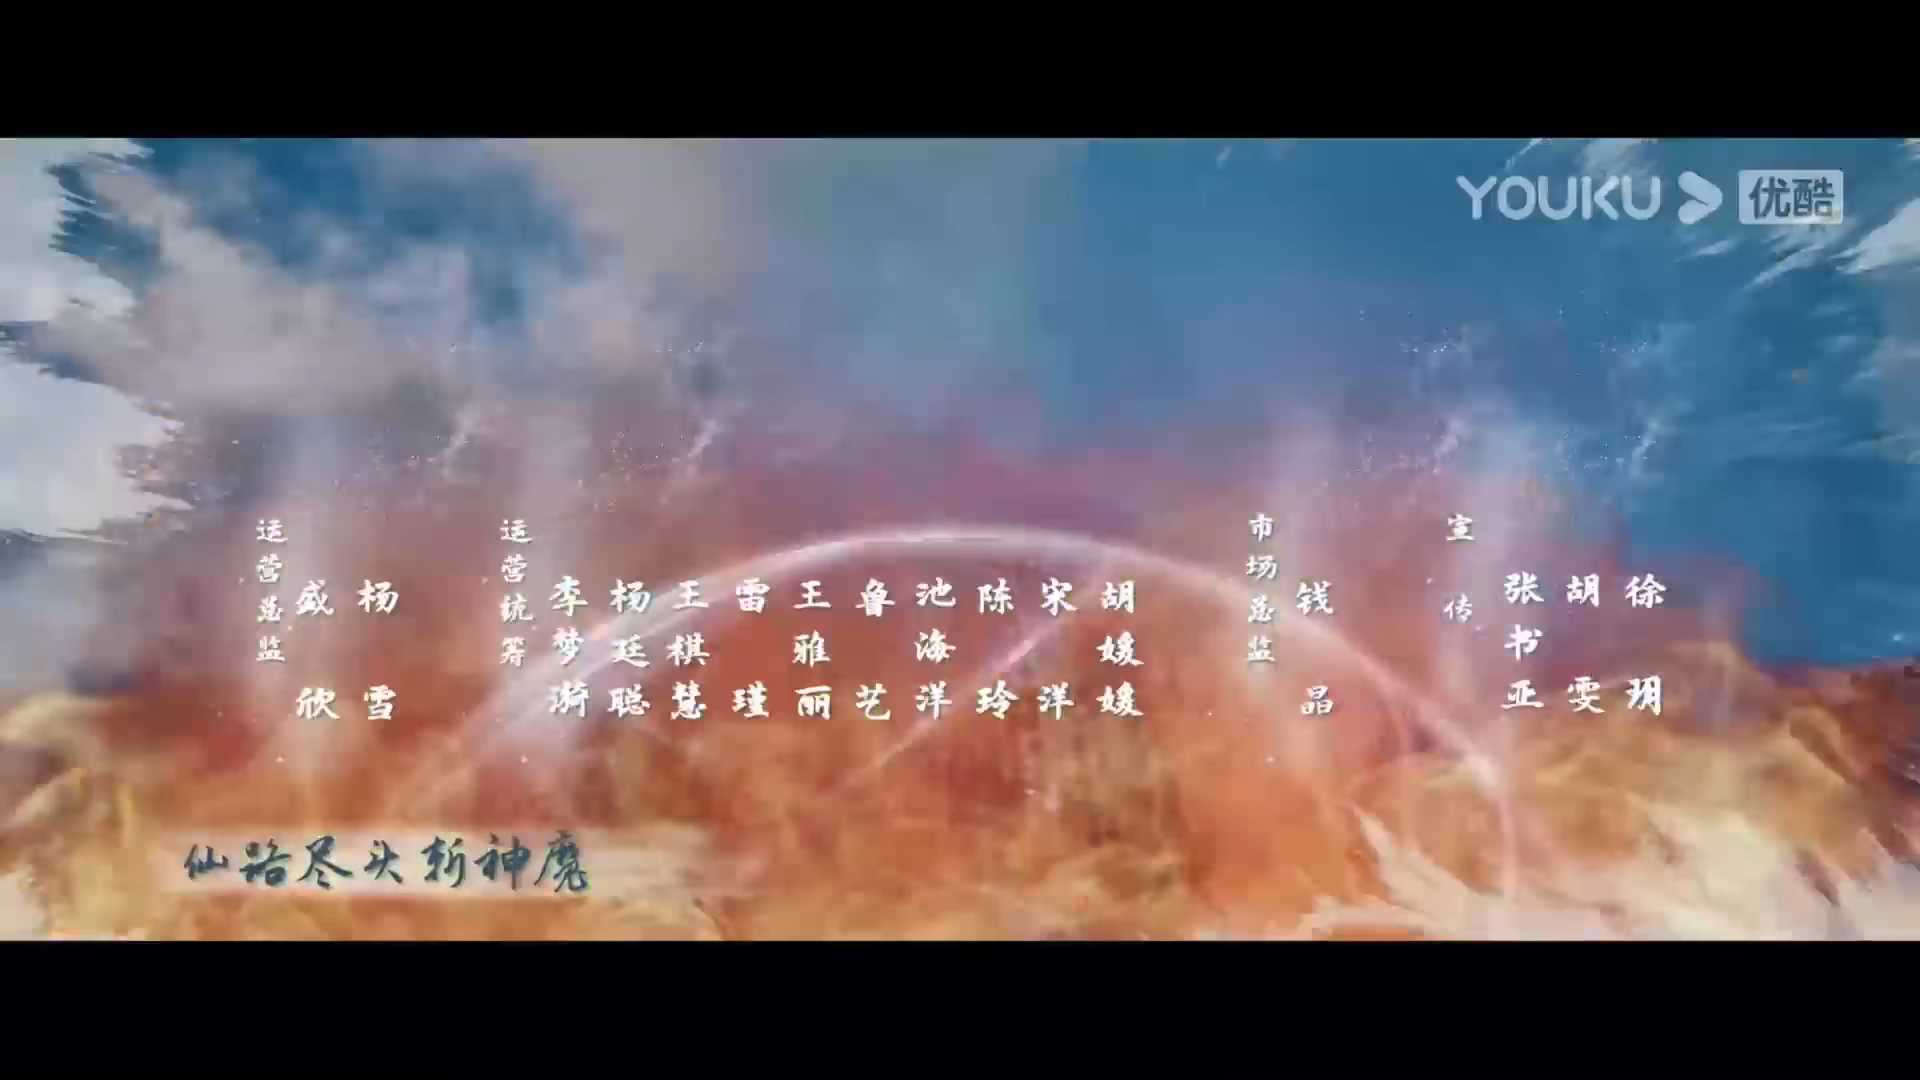 YOUKU 优酷
运营总监
盛欣
杨雪
运营统筹
李梦漪
杨廷聪
王棋慧
雷瑾
王雅丽
鲁艺
池海洋
陈玲
宋洋
胡媛媛
市场总监
钱晶
宣传
张书亚
胡雯
徐玥
仙路尽头斩神魔